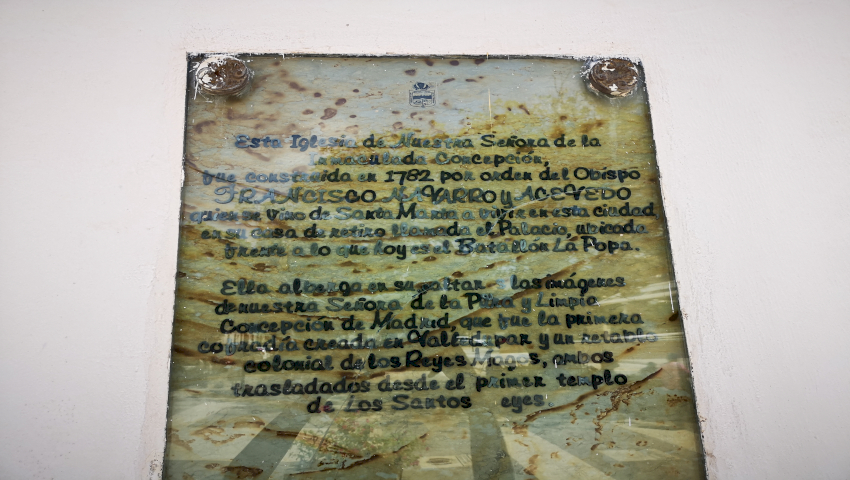 Esta Iglesia de Nuestra Señora de la
Inmaculada Concepción,
fue construida en 1782 por orden del Obispo
FRANCISCO NAVARRO y ACEVEDO
quien se vino de Santa Marta a vivir en esta ciudad
en su casa de retiro llamada el Palacio, ubicada
frente a lo que hoy es el Batallón La Popa.
Ella alberga en su altar las imágenes
de nuestra Señora de la Pura y Limpia
Concepción de Madrid, que fue la primera
cofradía creada en Valledupar y un retablo
colonial de los Reyes Magos, ambos
trasladados desde el primer templo
de Los Santos eyes